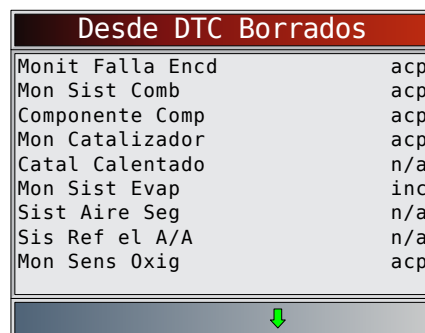 Desde DTC Borrados
Monit Falla Encd acp
Mon Sist Comb acp
Componente Comp acp
Mon Catalizador acp
Catal Calentado n/a
Mon Sist Evap inc
Sist Aire Seg n/a
Sis Ref el A/A n/a
Mon Sens Oxig acp